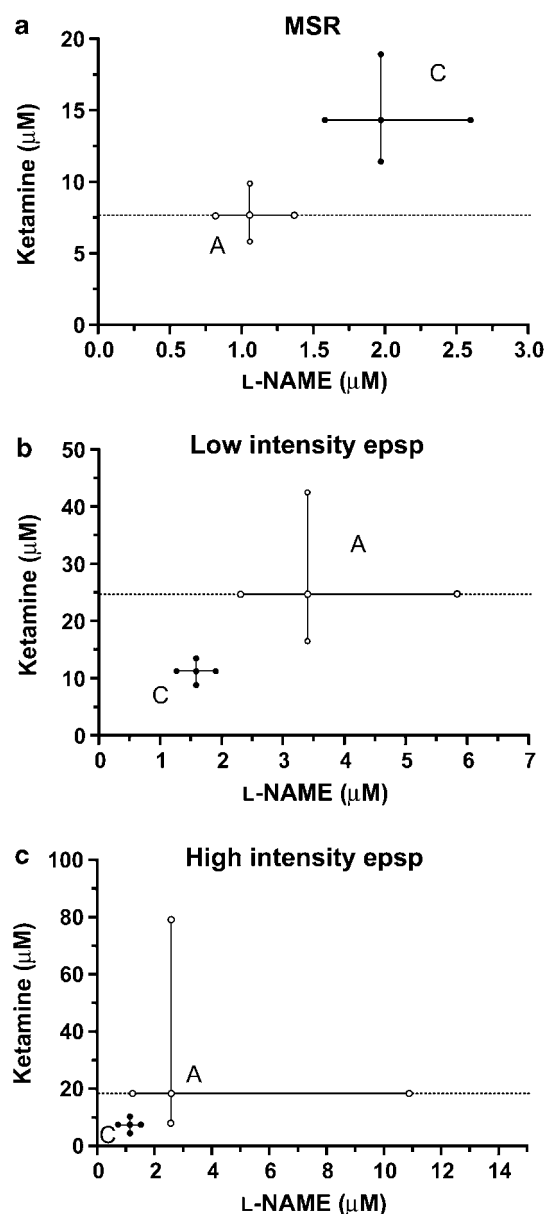 a
MSR
Ketamine (μM)
20
15
10
5
0
C
A
0.0 0.5 1.0 1.5 2.0 2.5 3.0
L-NAME (μM)
b
Low intensity epsp
Ketamine (μM)
50
40
30
20
10
0
A
C
0 1 2 3 4 5 6 7
L-NAME (μM)
c
High intensity epsp
Ketamine (μM)
100
80
60
40
20
0
A
C
0 2 4 6 8 10 12 14
L-NAME (μM)